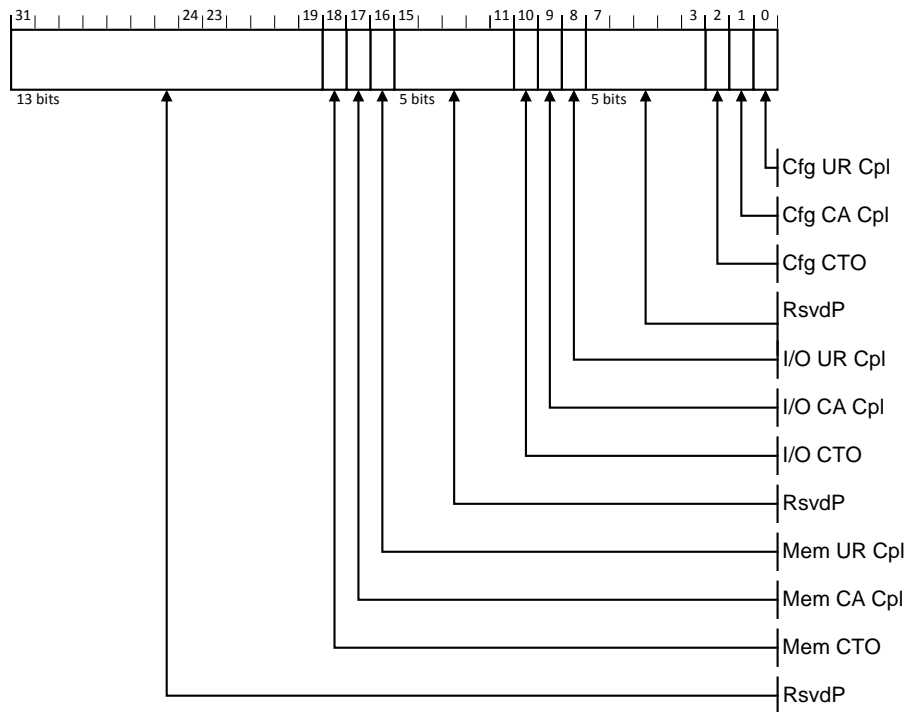 31 24 23 19 18 17 16 15 11 10 9 8 7 3 2 1 0
13 bits 5 bits 5 bits
Cfg UR Cpl
Cfg CA Cpl
Cfg CTO
RsvdP
I/O UR Cpl
I/O CA Cpl
I/O CTO
RsvdP
Mem UR Cpl
Mem CA Cpl
Mem CTO
RsvdP